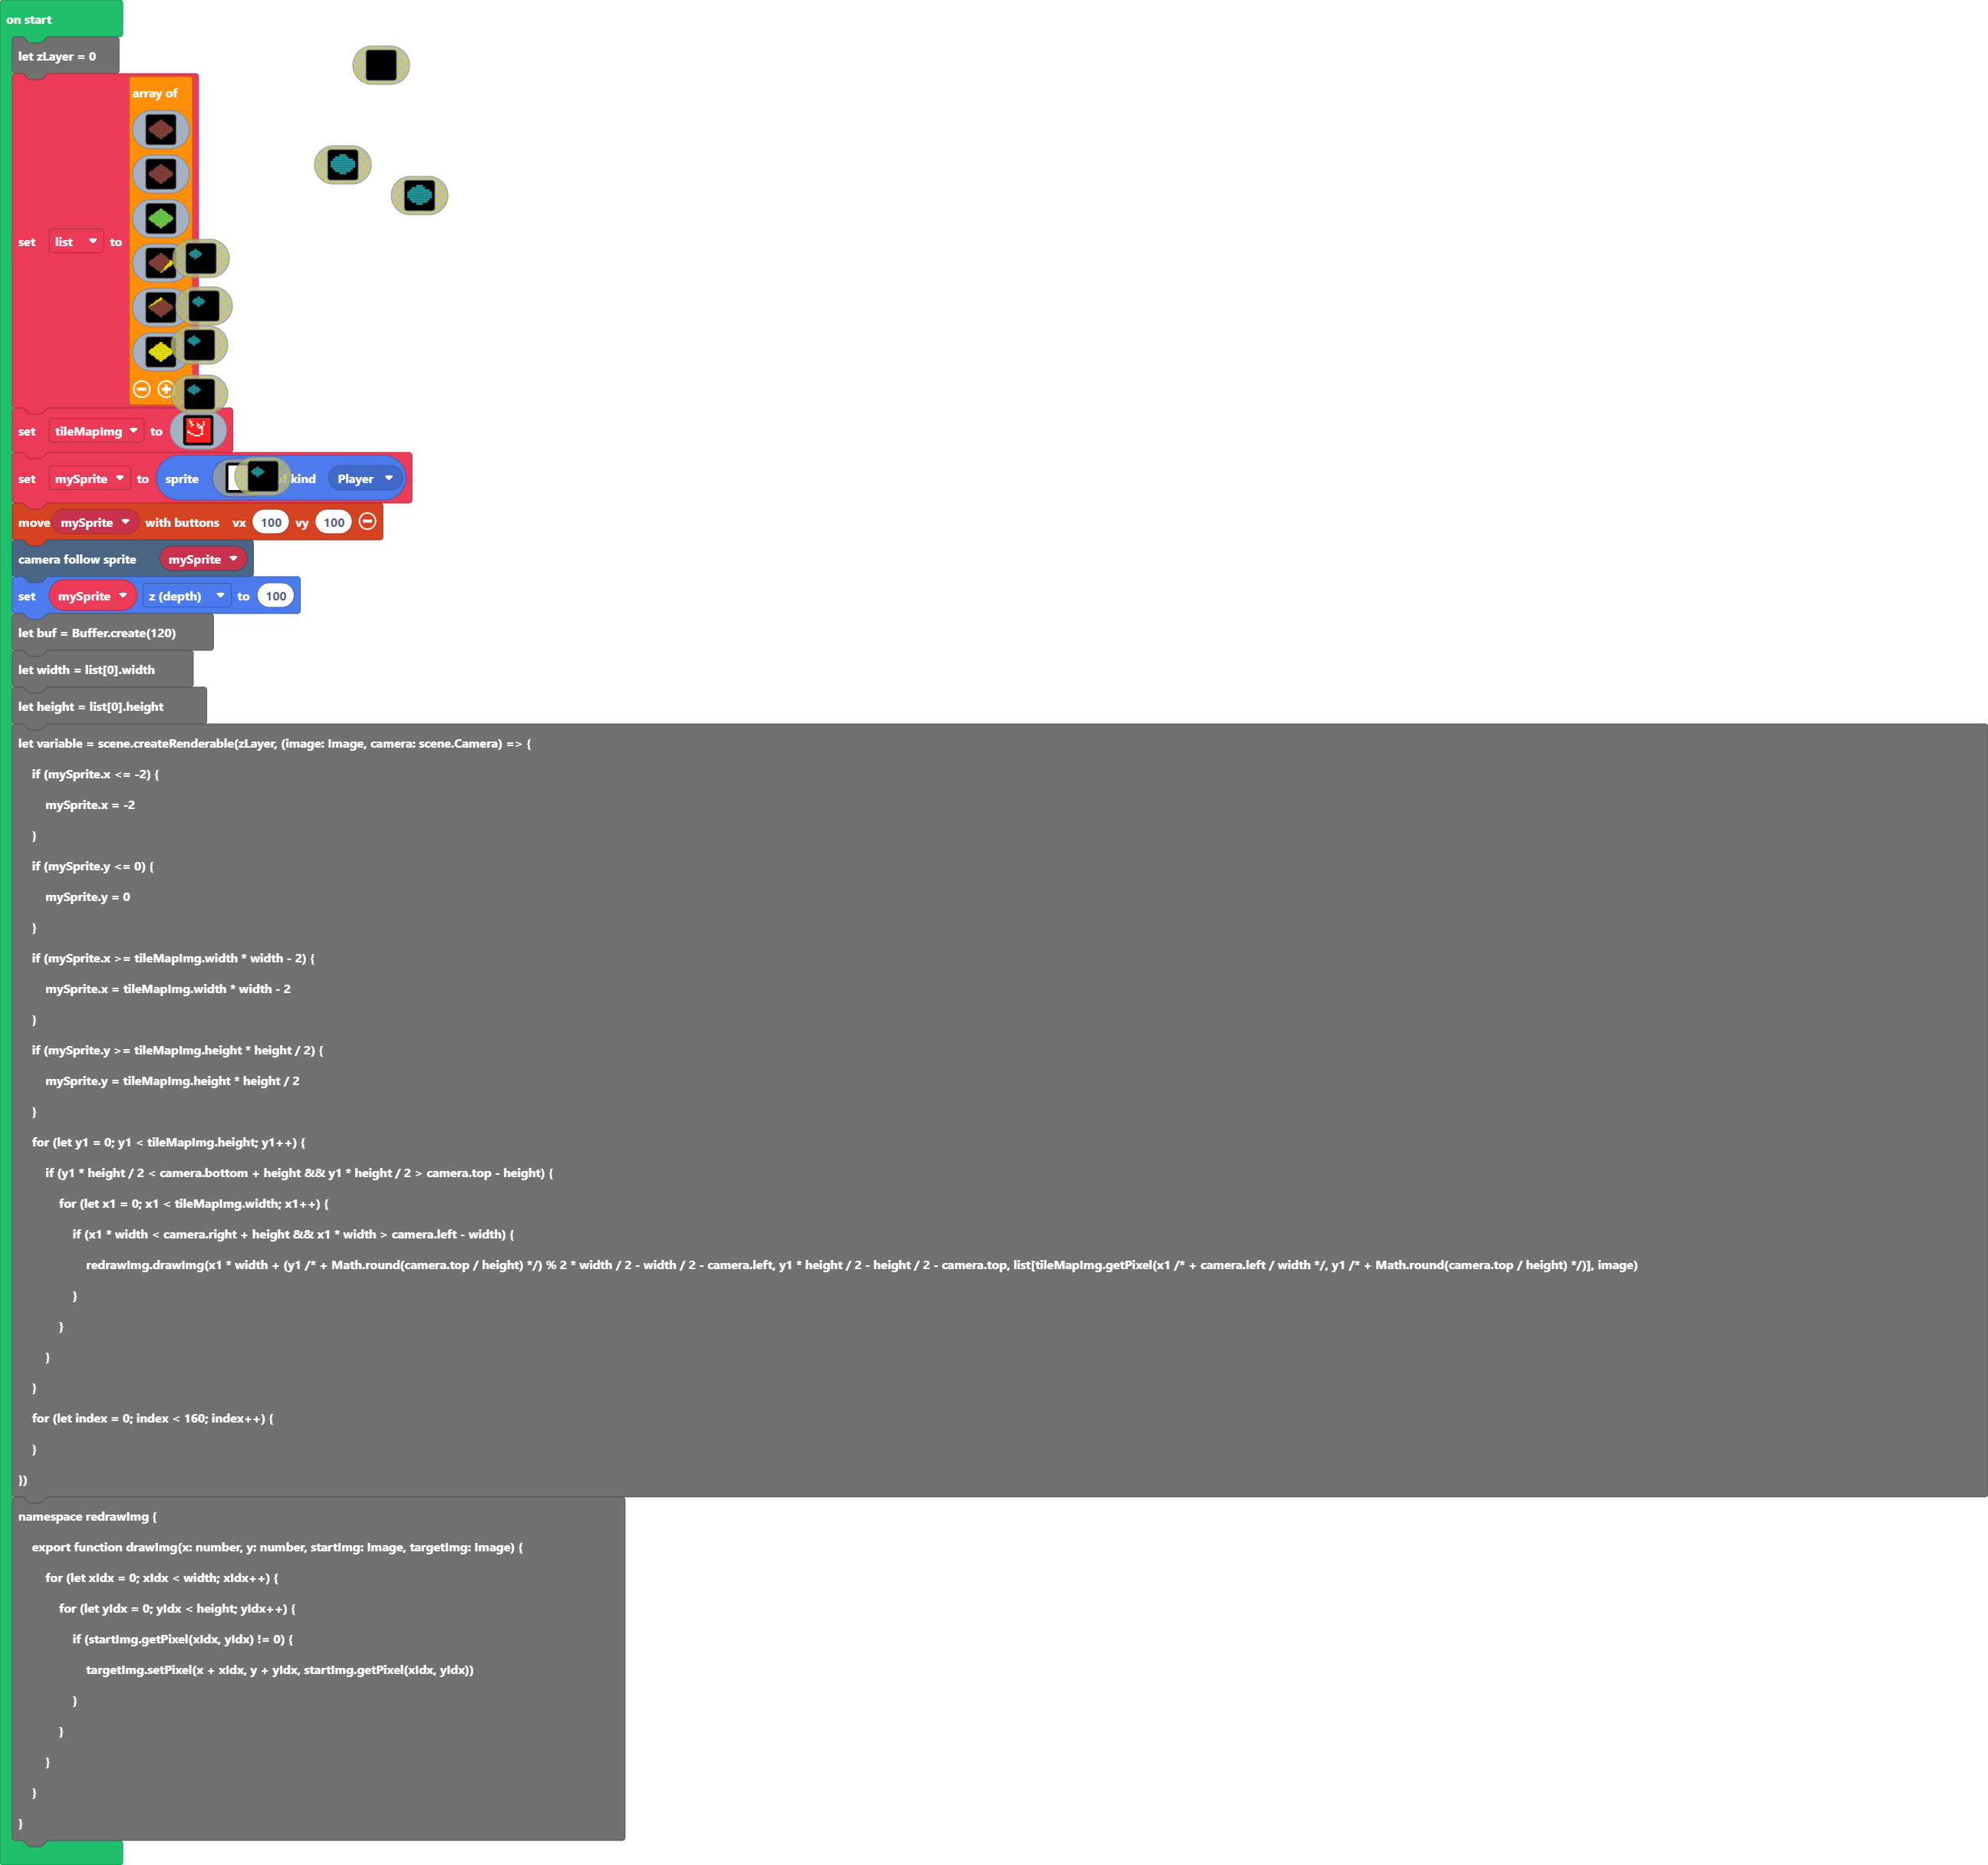 on start
let zLayer = 0
array of
set list to
set tileMapImg to
set mySprite to sprite kind Player
move mySprite with buttons vx 100 vy 100
camera follow sprite mySprite
set mySprite z (depth) to 100
let buf = Buffer.create(120)
let width = list[0].width
let height = list[0].height
let variable = scene.createRenderable(zLayer, (image: Image, camera: scene.Camera) => {
if (mySprite.x <= -2) {
mySprite.x = -2
}
if (mySprite.y <= 0) {
mySprite.y = 0
}
if (mySprite.x >= tileMapImg.width * width - 2) {
mySprite.x = tileMapImg.width * width - 2
}
if (mySprite.y >= tileMapImg.height * height / 2) {
mySprite.y = tileMapImg.height * height / 2
}
for (let y1 = 0; y1 < tileMapImg.height; y1++) {
if (y1 * height / 2 < camera.bottom + height && y1 * height / 2 > camera.top - height) {
for (let x1 = 0; x1 < tileMapImg.width; x1++) {
if (x1 * width < camera.right + height && x1 * width > camera.left - width) {
redrawImg.drawImg(x1 * width + (y1 /* + Math.round(camera.top / height) */) % 2 * width / 2 - width / 2 - camera.left, y1 * height / 2 - height / 2 - camera.top, list[tileMapImg.getPixel(x1 /* + camera.left / width */, y1 /* + Math.round(camera.top / height) */)], image)
}
}
}
}
for (let index = 0; index < 160; index++) {
}
})
namespace redrawImg {
export function drawImg(x: number, y: number, startImg: Image, targetImg: Image) {
for (let xIdx = 0; xIdx < width; xIdx++) {
for (let yIdx = 0; yIdx < height; yIdx++) {
if (startImg.getPixel(xIdx, yIdx) != 0) {
targetImg.setPixel(x + xIdx, y + yIdx, startImg.getPixel(xIdx, yIdx))
}
}
}
}
}